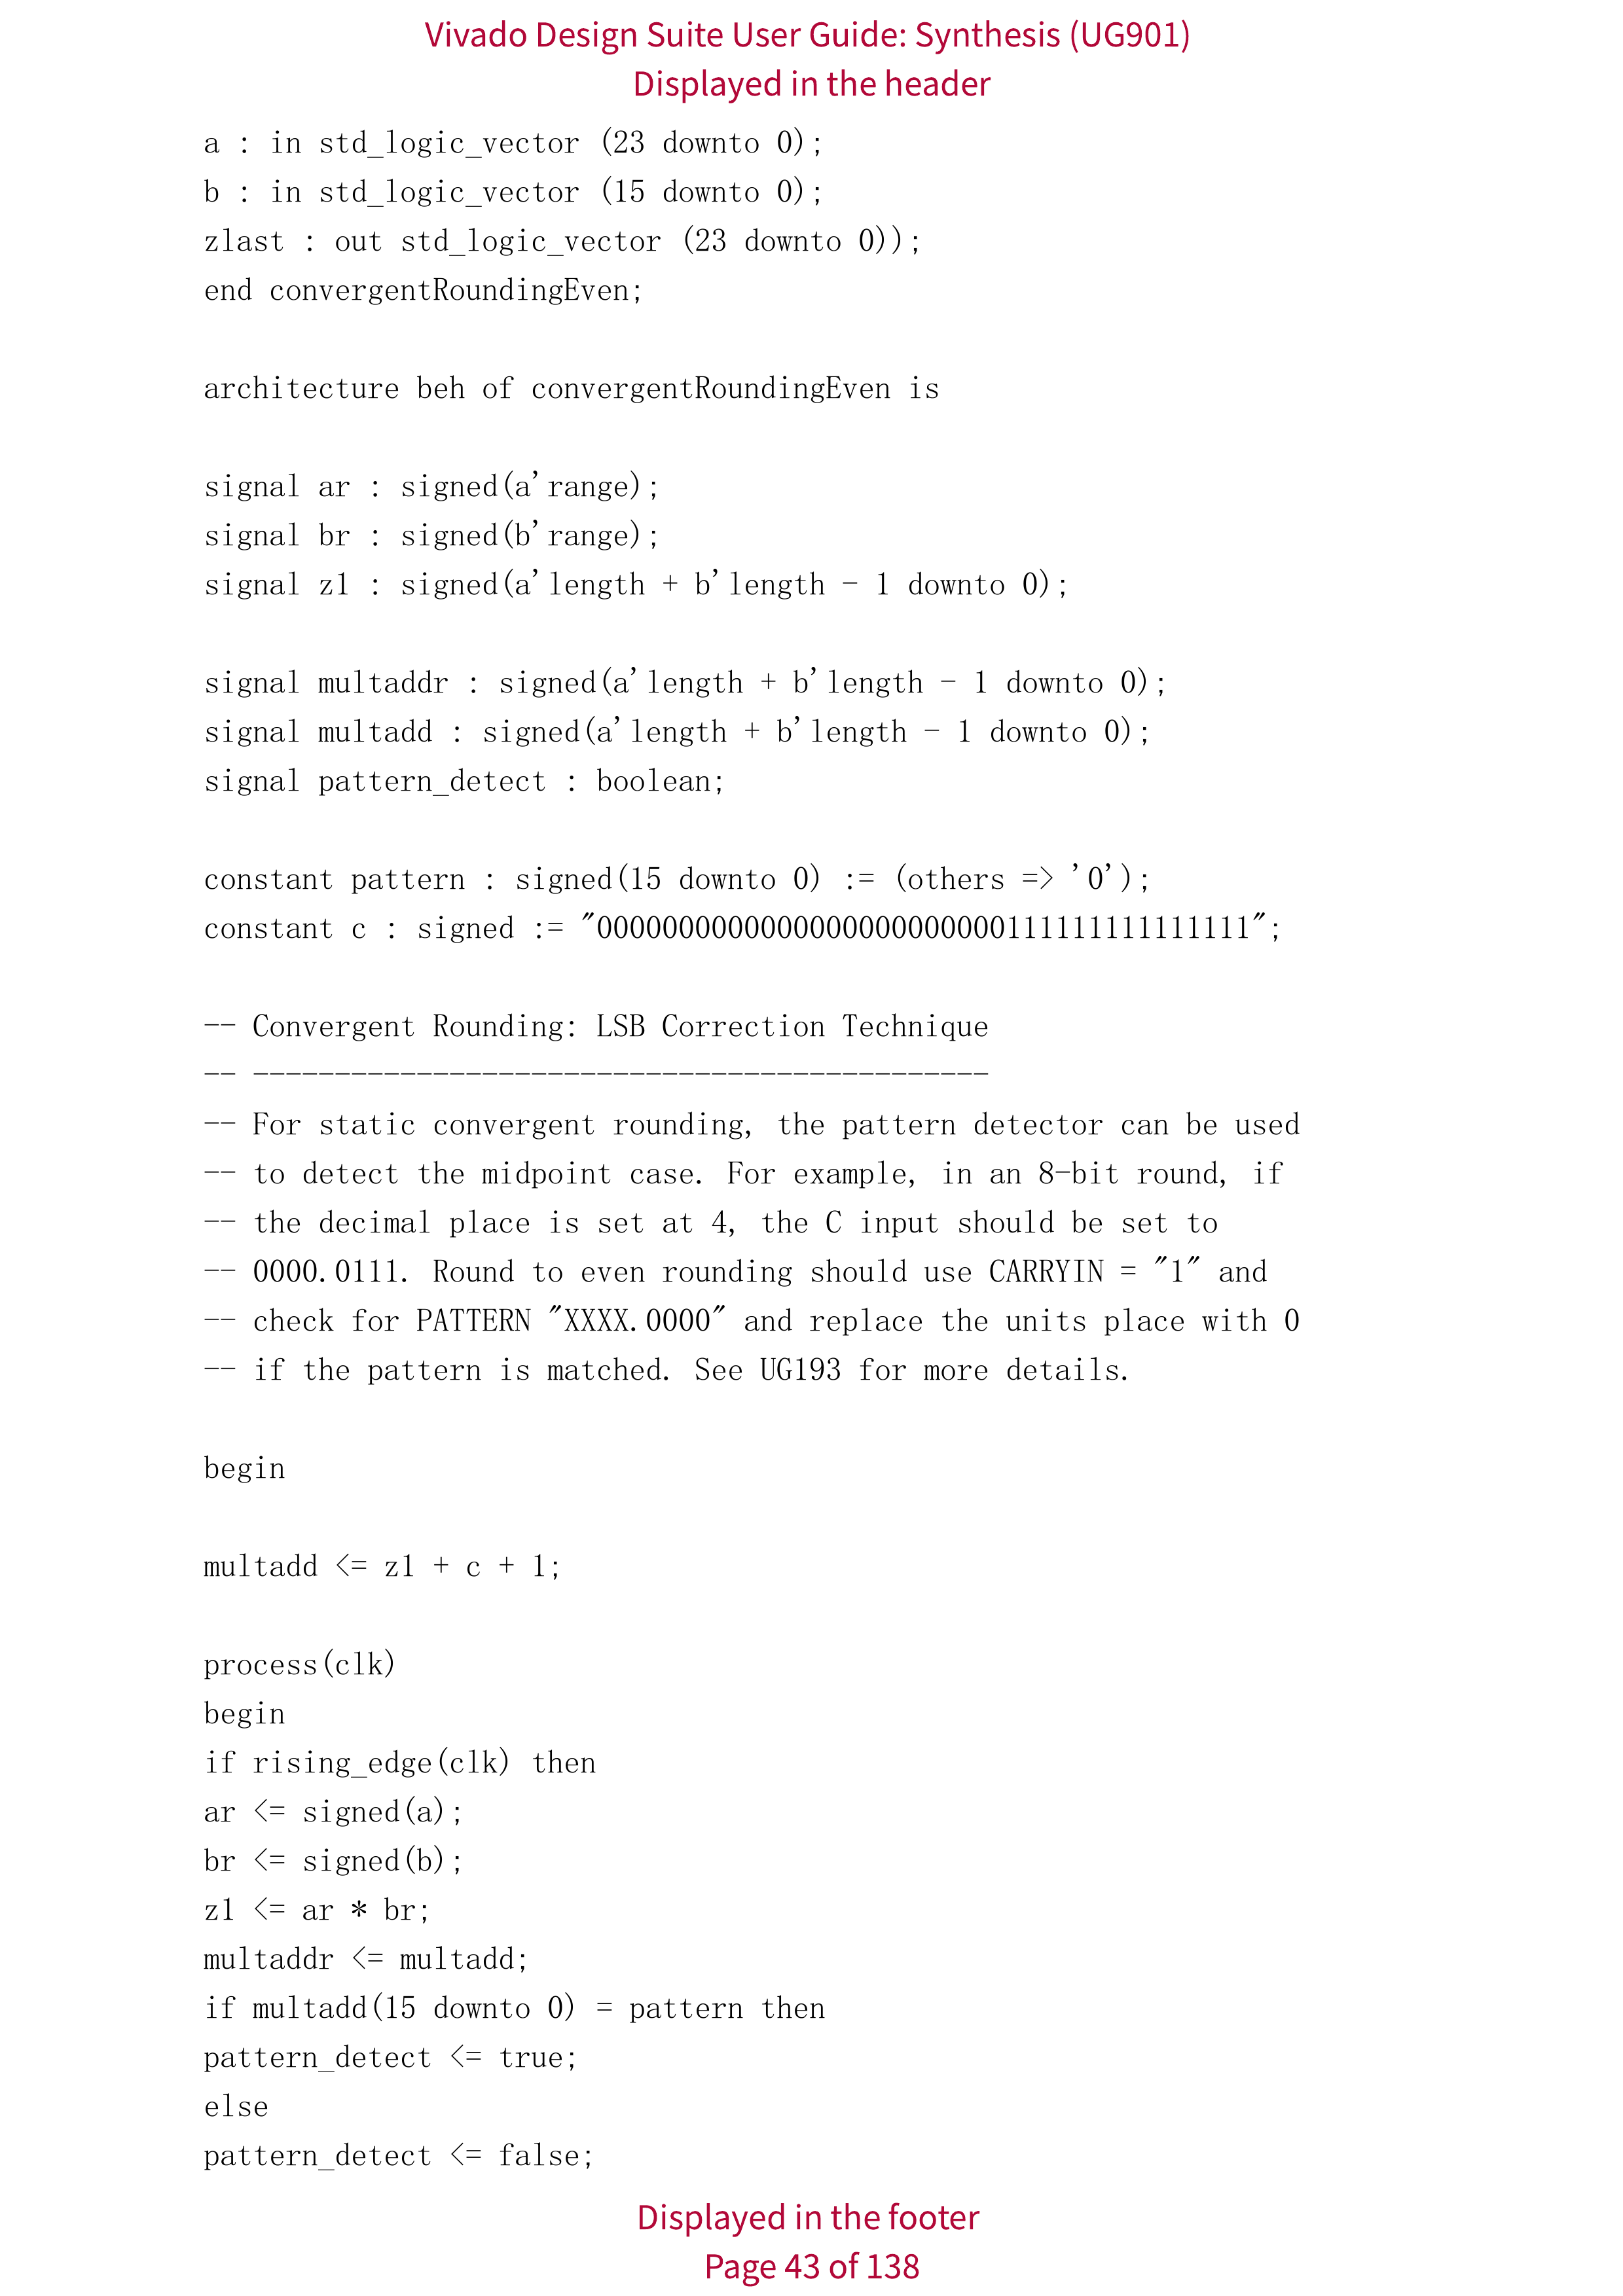 Vivado Design Suite User Guide: Synthesis (UG901)
Displayed in the header
a : in std_logic_vector (23 downto 0);
b : in std_logic_vector (15 downto 0);
zlast : out std_logic_vector (23 downto 0));
end convergentRoundingEven;
architecture beh of convergentRoundingEven is
signal ar : signed(a'range);
signal br : signed(b'range);
signal z1 : signed(a'length + b'length - 1 downto 0);
signal multaddr : signed(a'length + b'length - 1 downto 0);
signal multadd : signed(a'length + b'length - 1 downto 0);
signal pattern_detect : boolean;
constant pattern : signed(15 downto 0) := (others => '0');
constant c : signed := "0000000000000000000000000111111111111111";
-- Convergent Rounding: LSB Correction Technique
-- ---------------------------------------------
-- For static convergent rounding, the pattern detector can be used
-- to detect the midpoint case. For example, in an 8-bit round, if
-- the decimal place is set at 4, the C input should be set to
-- 0000.0111. Round to even rounding should use CARRYIN = "1" and
-- check for PATTERN "XXXX.0000" and replace the units place with 0
-- if the pattern is matched. See UG193 for more details.
begin
multadd <= z1 + c + 1;
process(clk)
begin
if rising_edge(clk) then
ar <= signed(a);
br <= signed(b);
z1 <= ar * br;
multaddr <= multadd;
if multadd(15 downto 0) = pattern then
pattern_detect <= true;
else
pattern_detect <= false;
Displayed in the footer
Page 43 of 138